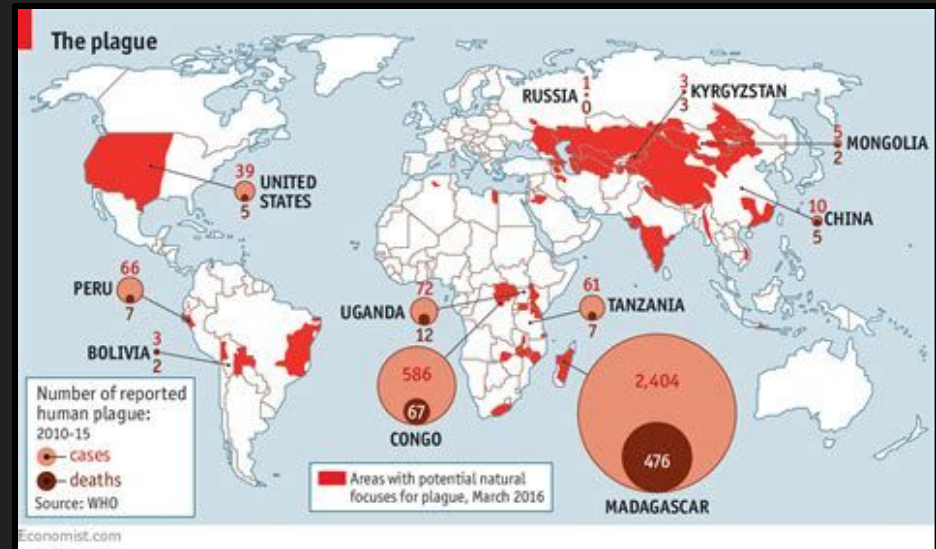 The plague
RUSSIA
1
0
3
3
KYRGYZSTAN
5
2
MONGOLIA
10
5
CHINA
39
5
UNITED
STATES
66
7
PERU
3
2
BOLIVIA
72
12
UGANDA
61
7
TANZANIA
586
67
CONGO
2,404
476
MADAGASCAR
Number of reported
human plague:
2010-15
cases
deaths
Source: WHO
Areas with potential natural
focuses for plague, March 2016
Economist.com